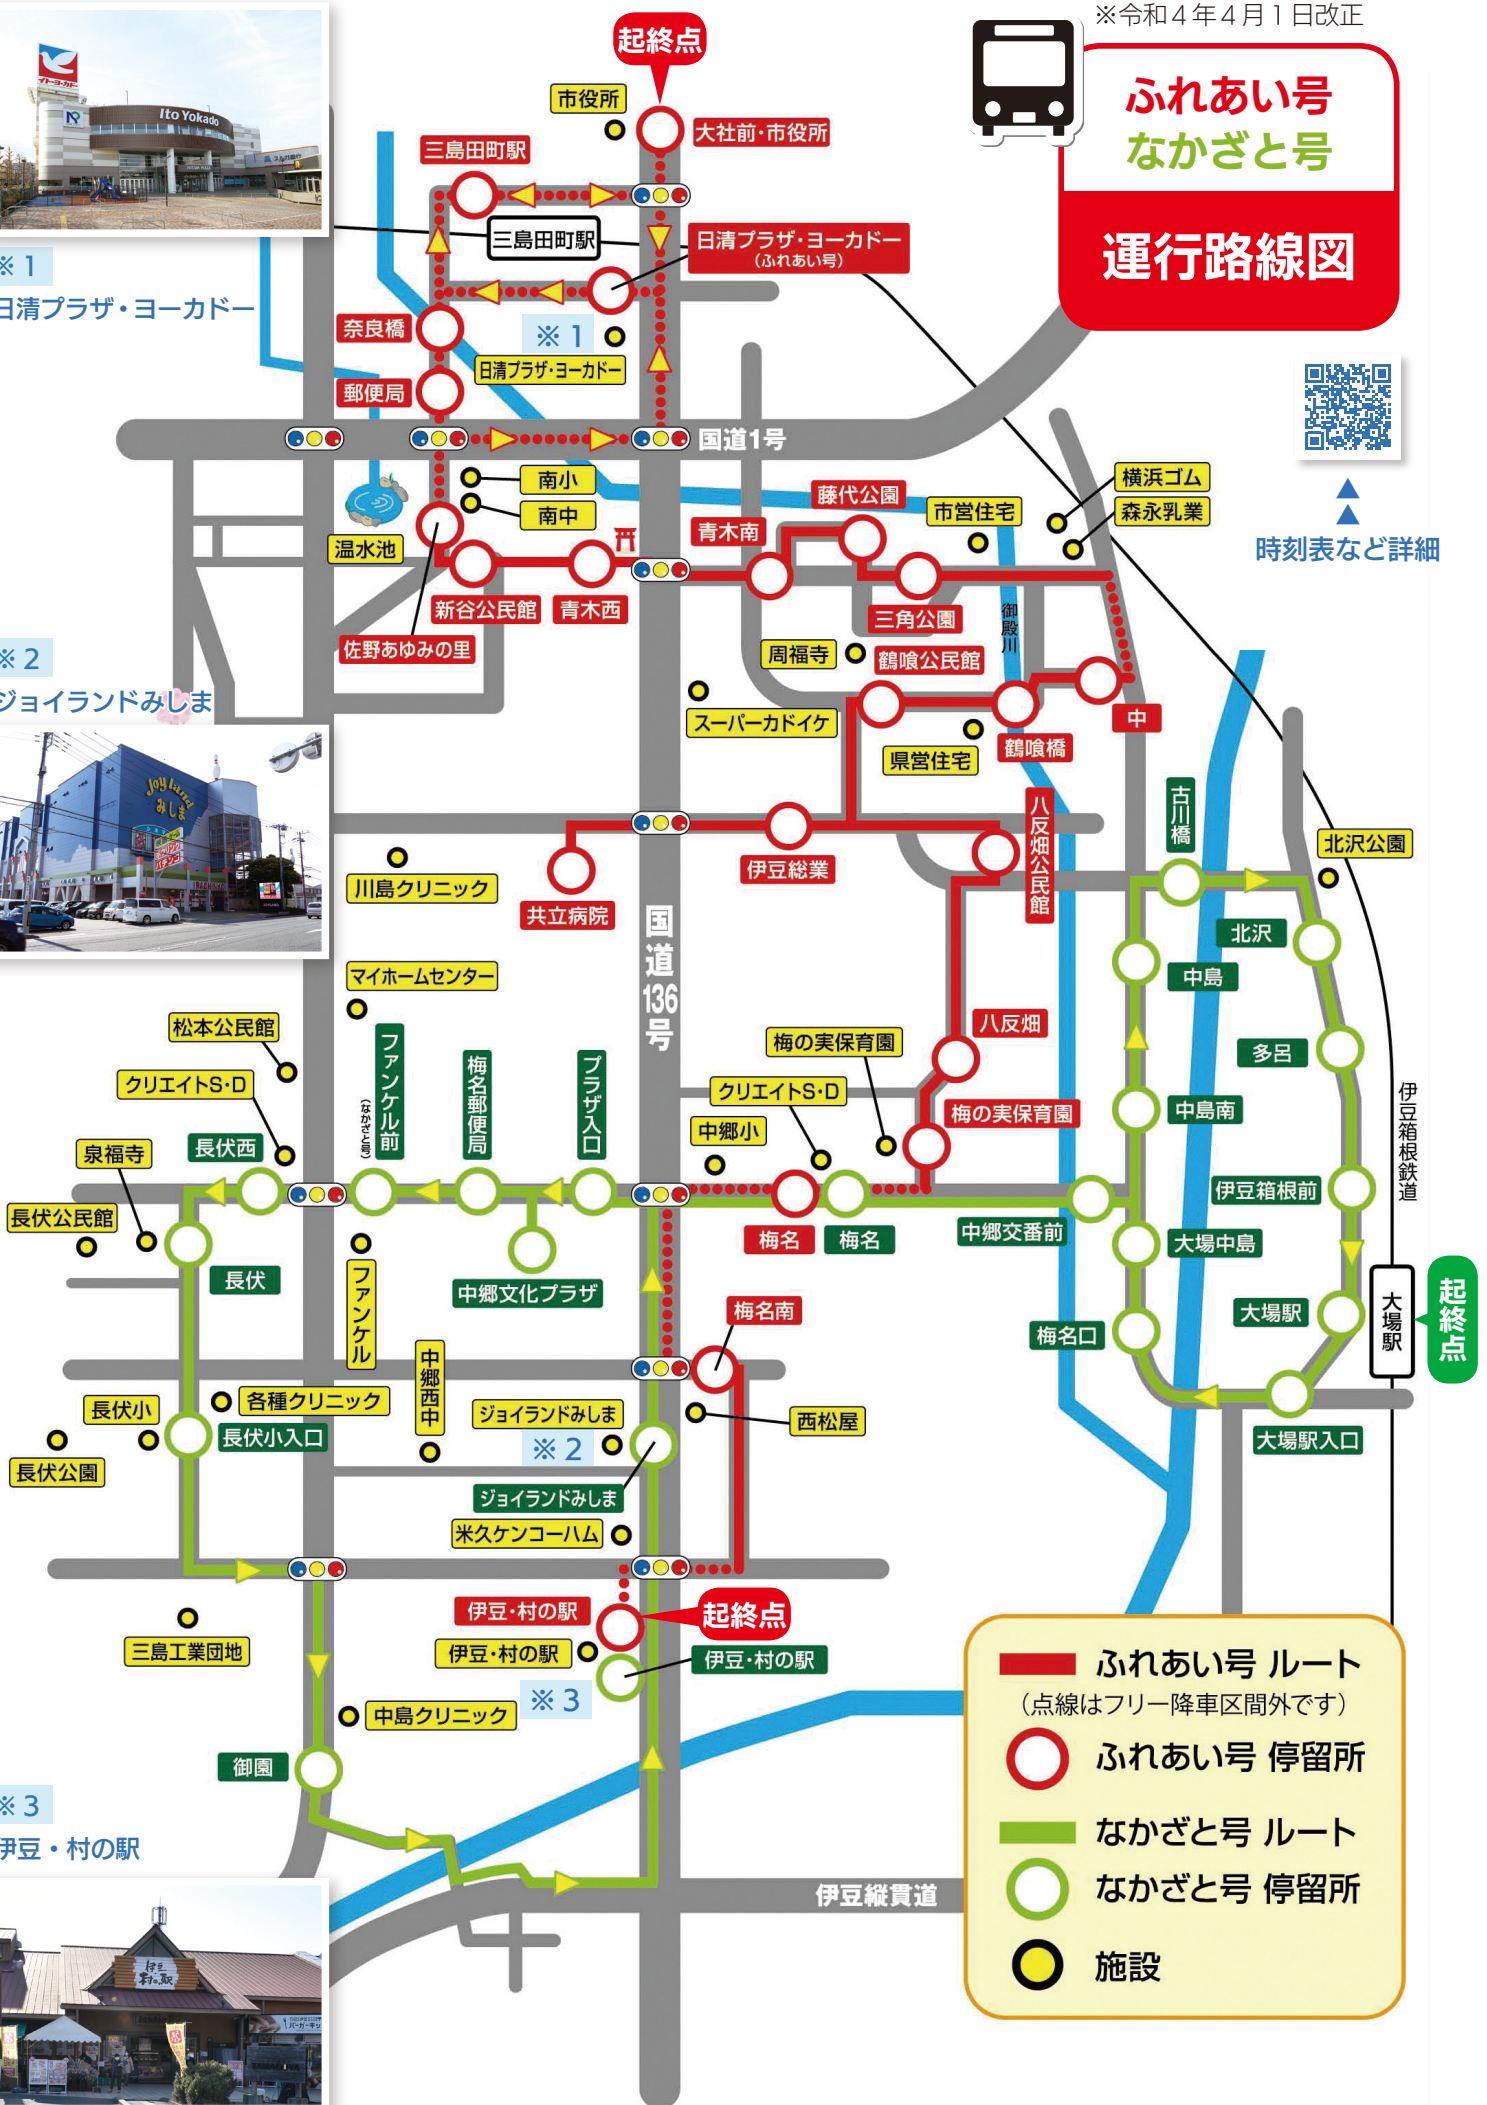 ※令和４年４月１日改正
ふれあい号
なかざと号
運行路線図
時刻表など詳細
起終点
市役所
大社前・市役所
三島田町駅
三島田町駅
日清プラザ・ヨーカドー
(ふれあい号)
イトーヨーカドー
Ito Yokado
※１
日清プラザ・ヨーカドー
奈良橋
※１
日清プラザ・ヨーカドー
郵便局
国道1号
南小
南中
温水池
佐野あゆみの里
新谷公民館
青木西
青木南
藤代公園
三角公園
市営住宅
横浜ゴム
森永乳業
御殿川
周福寺
鶴喰公民館
スーパーカドイケ
県営住宅
鶴喰橋
中
※２
ジョイランドみしま
Joy Land
みしま
川島クリニック
共立病院
伊豆総業
八反畑公民館
古川橋
北沢公園
北沢
中島
国道136号
マイホームセンター
松本公民館
クリエイトS・D
泉福寺
長伏西
長伏公民館
長伏
ファンケル前
(なかざと号)
梅名郵便局
プラザ入口
梅の実保育園
クリエイトS・D
中郷小
八反畑
梅の実保育園
多呂
中島南
伊豆箱根鉄道
伊豆箱根前
梅名
梅名
中郷交番前
大場中島
ファンケル
中郷文化プラザ
梅名南
梅名口
大場駅
大場駅
起終点
大場駅入口
長伏小
各種クリニック
長伏小入口
長伏公園
中郷西中
ジョイランドみしま
※２
西松屋
ジョイランドみしま
米久ケンコーハム
伊豆・村の駅
起終点
伊豆・村の駅
伊豆・村の駅
※３
三島工業団地
中島クリニック
御園
※３
伊豆・村の駅
伊豆
村の駅
伊豆縦貫道
ふれあい号 ルート
（点線はフリー降車区間外です）
ふれあい号 停留所
なかざと号 ルート
なかざと号 停留所
施設